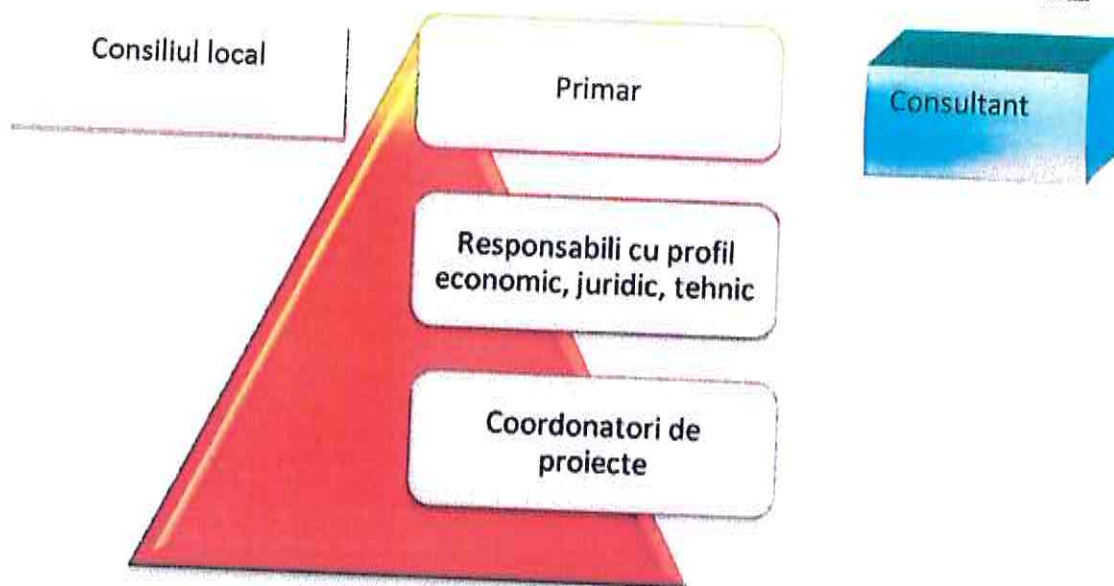 Consiliul local
Primar
Consultant
Responsabili cu profil
economic, juridic, tehnic
Coordonatori de
proiecte